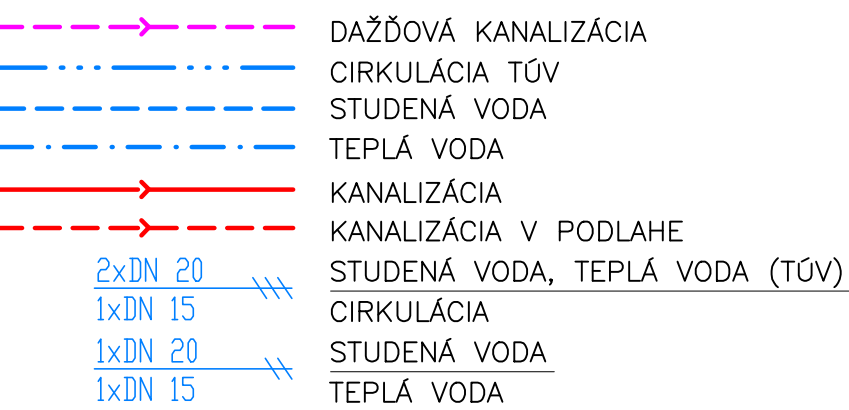 DAŽĎOVÁ KANALIZÁCIA
CIRKULÁCIA TÚV
STUDENÁ VODA
TEPLÁ VODA
KANALIZÁCIA
KANALIZÁCIA V PODLAHE
2xDN 20 STUDENÁ VODA, TEPLÁ VODA (TÚV)
1xDN 15 CIRKULÁCIA
1xDN 20 STUDENÁ VODA
1xDN 15 TEPLÁ VODA